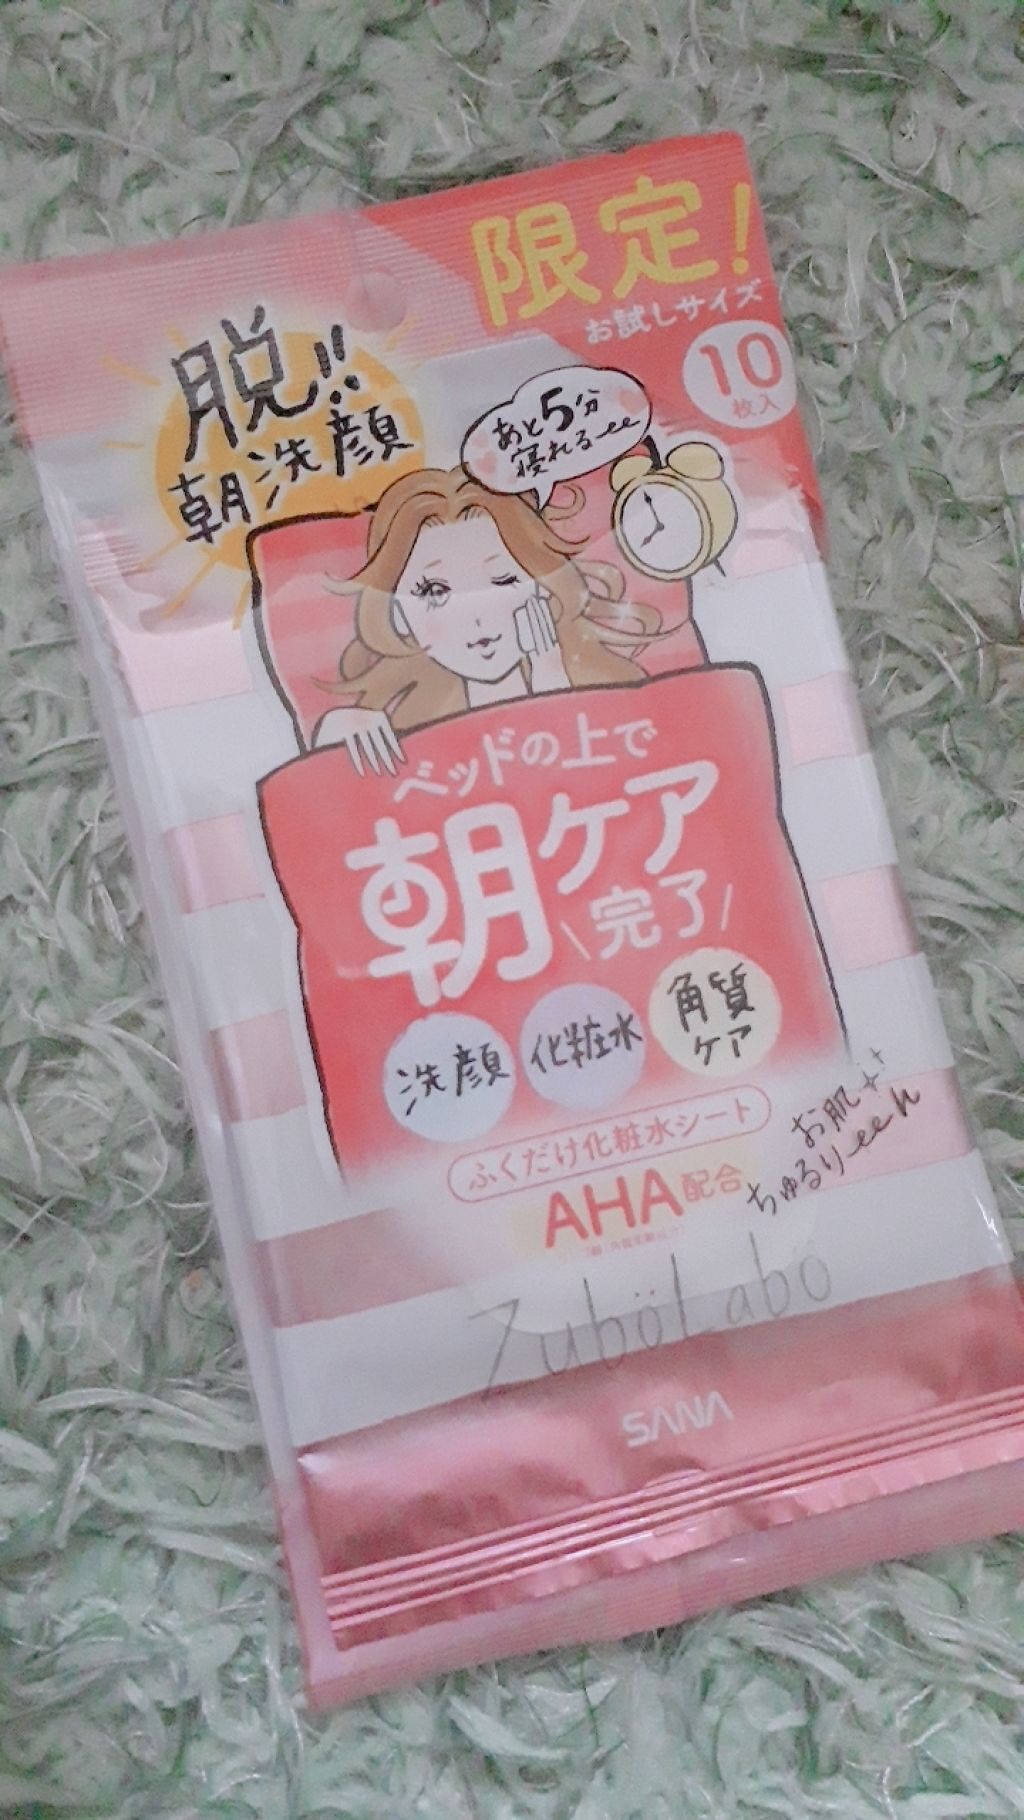 限定!
お試しサイズ
10
枚入
脱!!
朝洗顔
あと5分
寝れる〜
ベッドの上で
朝ケア
\完了/
洗顔
化粧水
角質
ケア
ふくだけ化粧水シート
AHA配合
お肌
ちゅるりーん
ZuböLabo
SANA